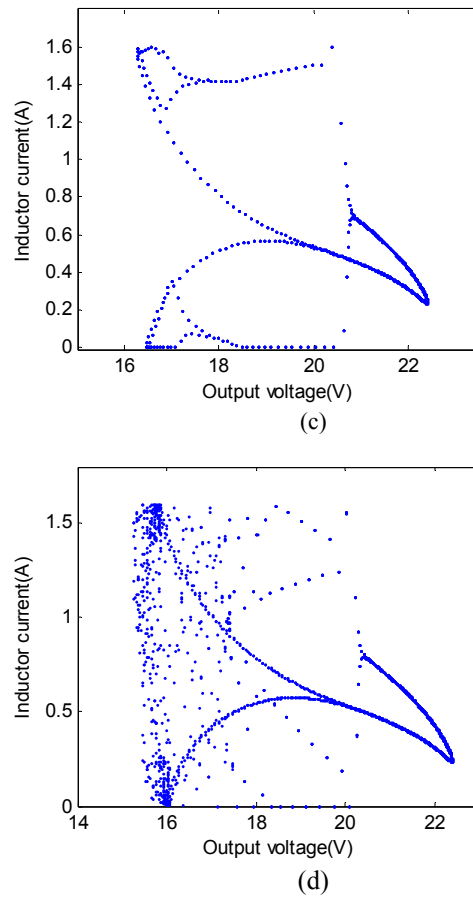 1.6
1.4
1.2
1
0.8
0.6
0.4
0.2
0
Inductor current(A)
16 18 20 22
Output voltage(V)
(c)
1.5
1
0.5
0
Inductor current(A)
14 16 18 20 22
Output voltage(V)
(d)